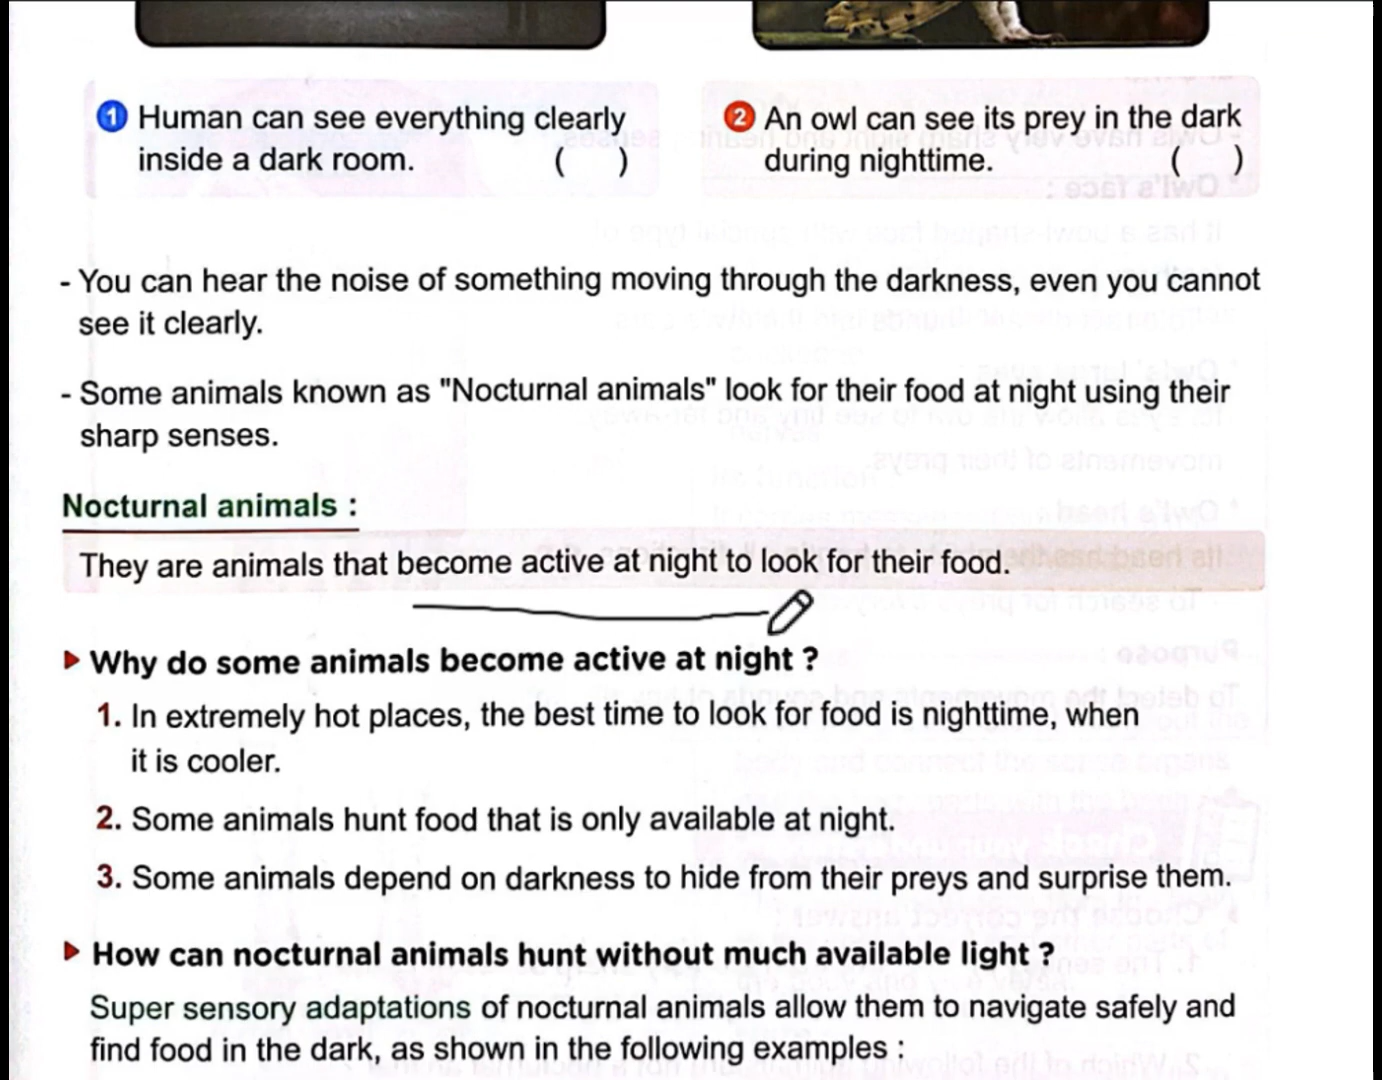 1 Human can see everything clearly
inside a dark room. ( )
2 An owl can see its prey in the dark
during nighttime. ( )
- You can hear the noise of something moving through the darkness, even you cannot
see it clearly.
- Some animals known as "Nocturnal animals" look for their food at night using their
sharp senses.
Nocturnal animals :
They are animals that become active at night to look for their food.
Why do some animals become active at night ?
1. In extremely hot places, the best time to look for food is nighttime, when
it is cooler.
2. Some animals hunt food that is only available at night.
3. Some animals depend on darkness to hide from their preys and surprise them.
How can nocturnal animals hunt without much available light ?
Super sensory adaptations of nocturnal animals allow them to navigate safely and
find food in the dark, as shown in the following examples :